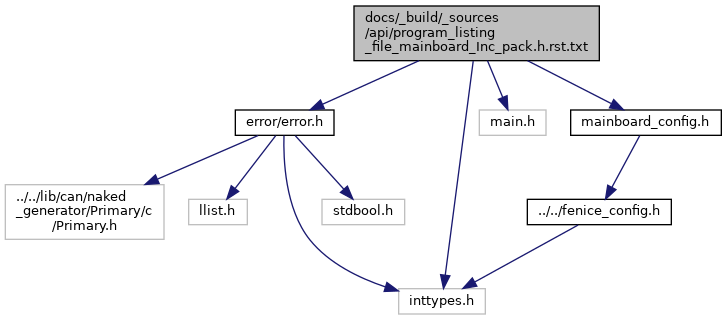 docs/_build/_sources
/api/program_listing
_file_mainboard_Inc_pack.h.rst.txt
error/error.h
main.h
mainboard_config.h
../../lib/can/naked
_generator/Primary/c
/Primary.h
llist.h
stdbool.h
../../fenice_config.h
inttypes.h